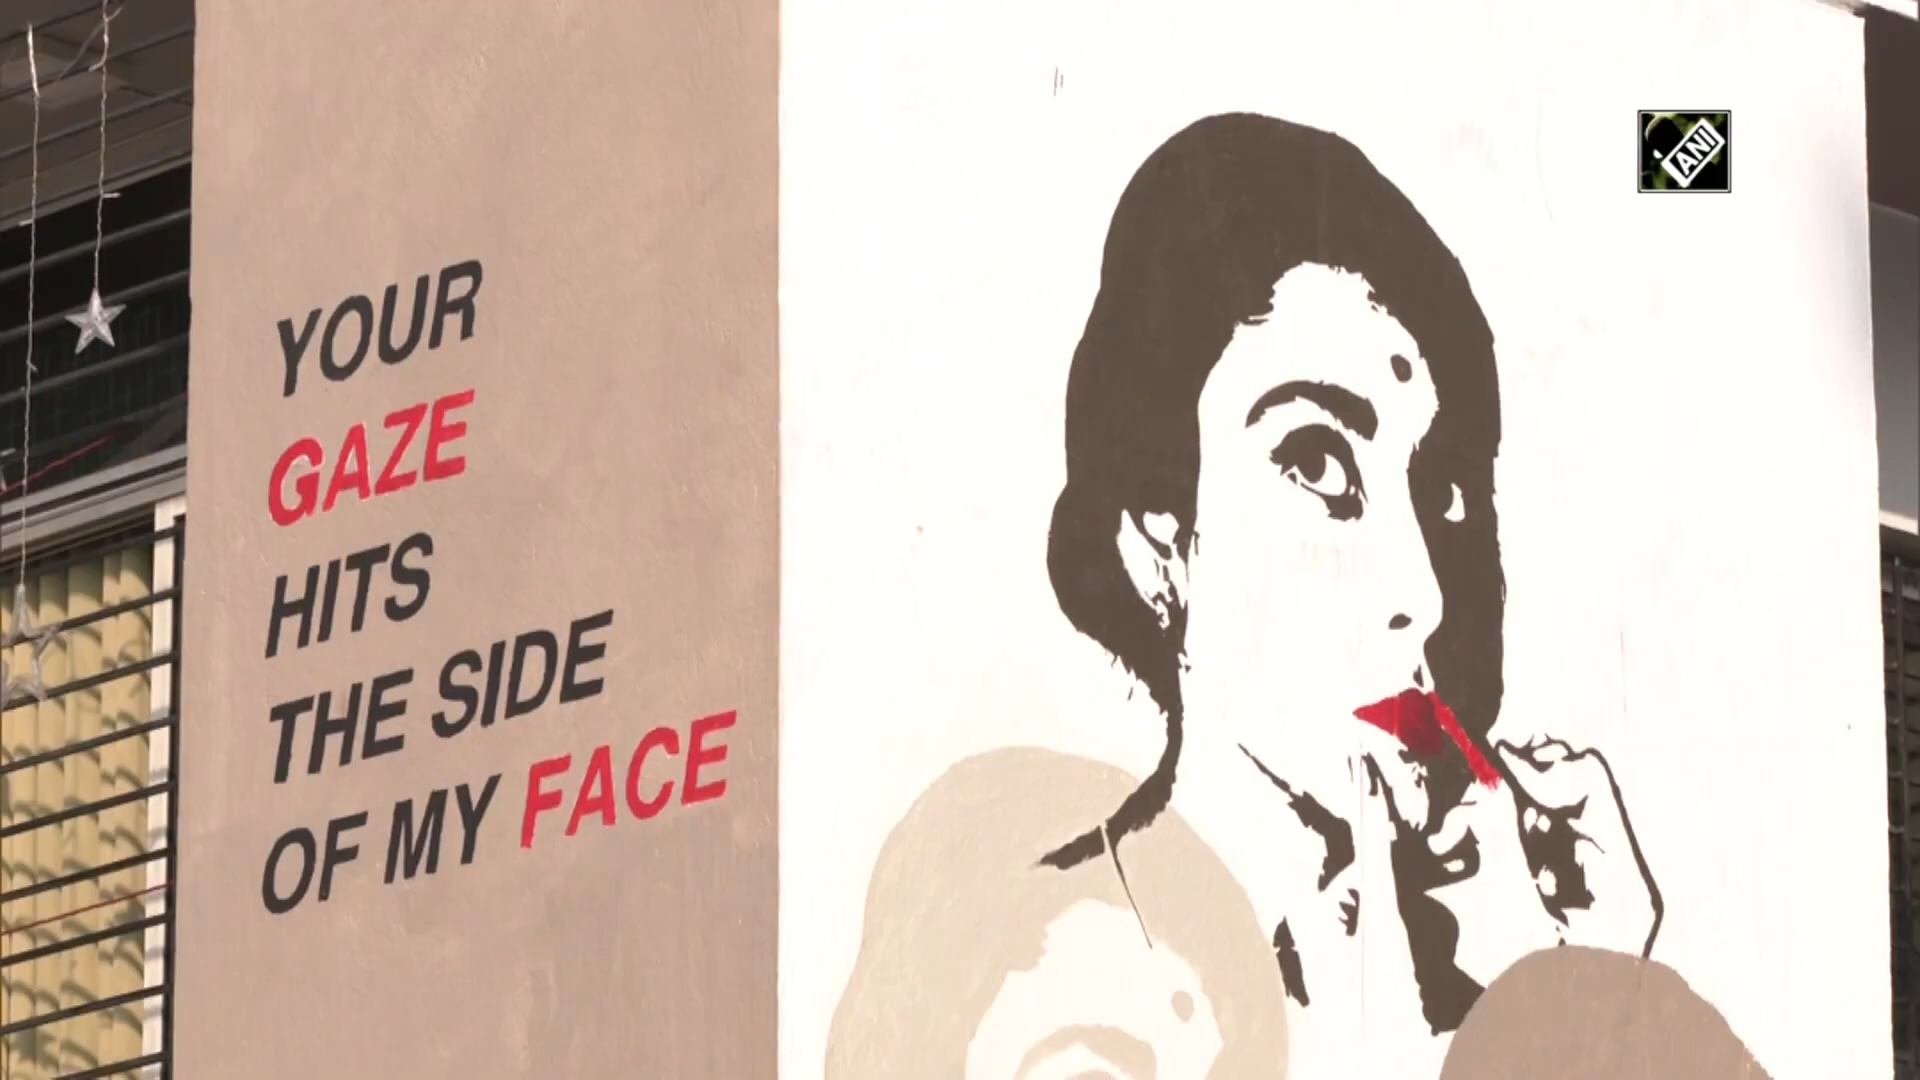 YOUR
GAZE
HITS
THE SIDE
OF MY FACE
ANI